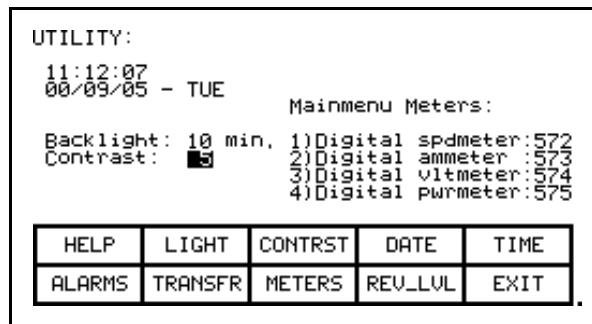 UTILITY:
11:12:07
00/09/05 - TUE
Mainmenu Meters:
Backlight: 10 min. 1)Digital spdmeter:572
Contrast: 5 2)Digital ammeter :573
3)Digital vltmeter:574
4)Digital pwrmeter:575
HELP LIGHT CONTRST DATE TIME
ALARMS TRANSFR METERS REV_LVL EXIT